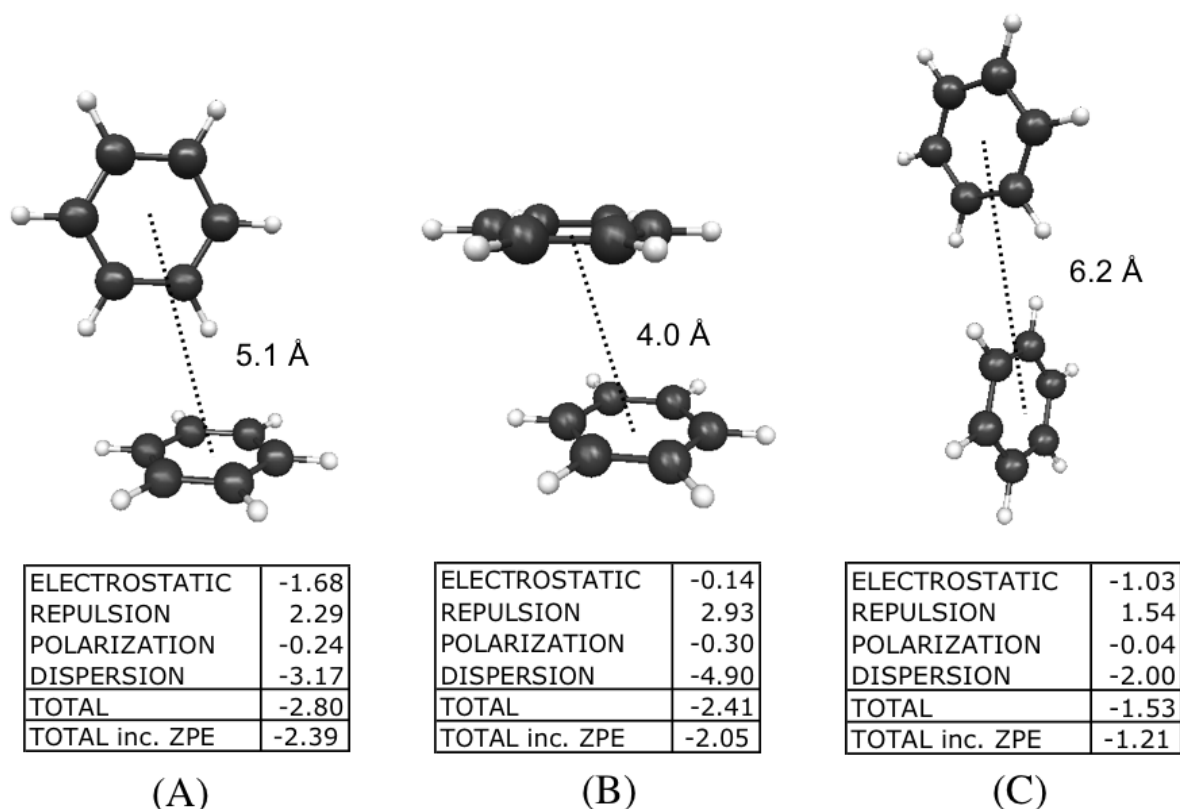 5.1 Å
4.0 Å
6.2 Å
ELECTROSTATIC -1.68
REPULSION 2.29
POLARIZATION -0.24
DISPERSION -3.17
TOTAL -2.80
TOTAL inc. ZPE -2.39
(A)
ELECTROSTATIC -0.14
REPULSION 2.93
POLARIZATION -0.30
DISPERSION -4.90
TOTAL -2.41
TOTAL inc. ZPE -2.05
(B)
ELECTROSTATIC -1.03
REPULSION 1.54
POLARIZATION -0.04
DISPERSION -2.00
TOTAL -1.53
TOTAL inc. ZPE -1.21
(C)